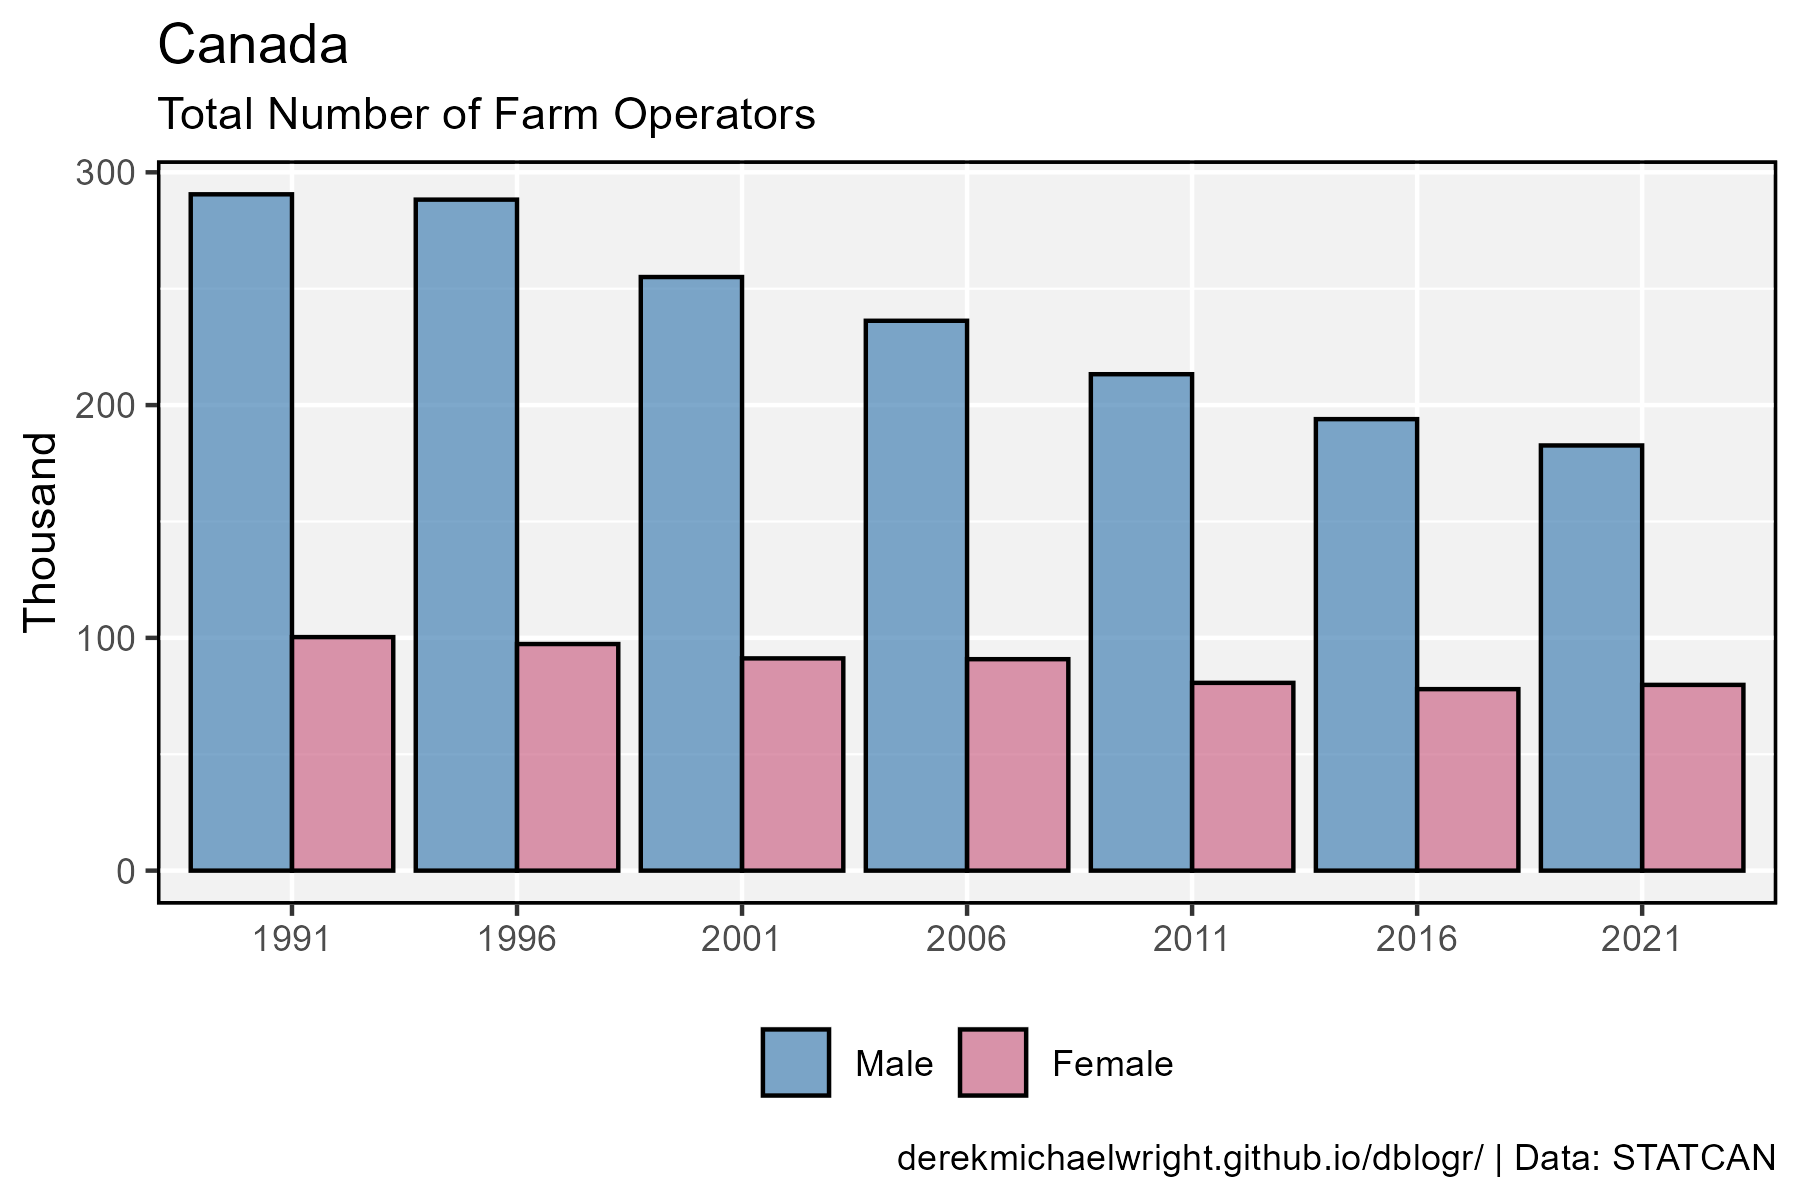 Canada
Total Number of Farm Operators
Thousand
300
200
100
0
1991 1996 2001 2006 2011 2016 2021
Male Female
derekmichaelwright.github.io/dblogr/ | Data: STATCAN